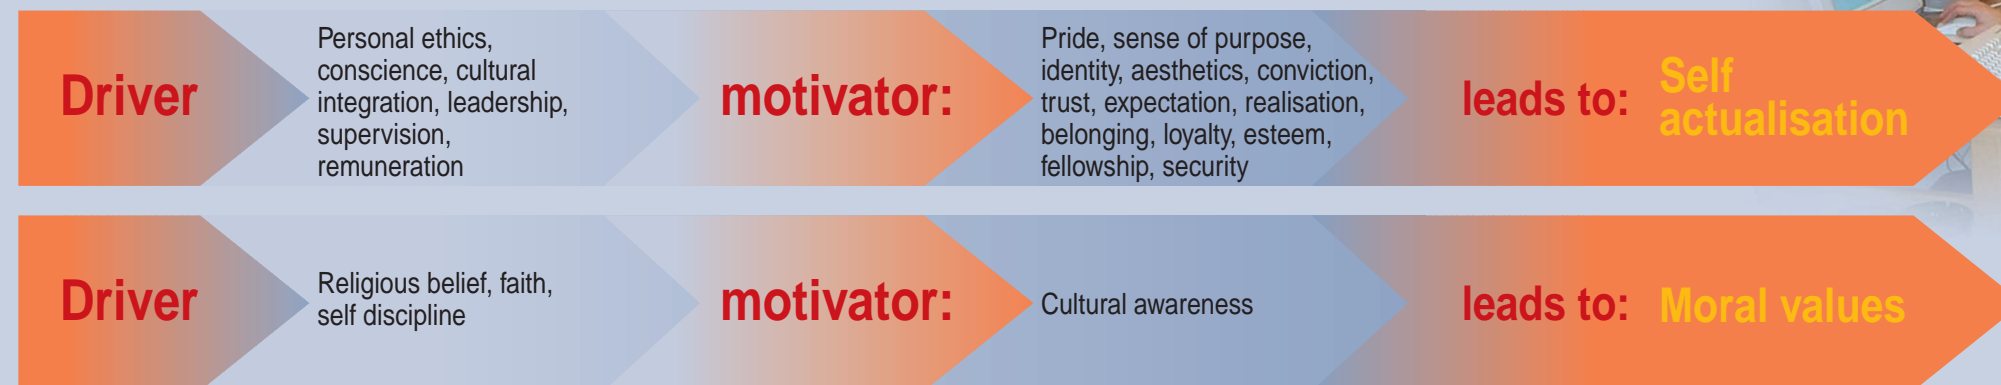 Driver
Personal ethics,
conscience, cultural
integration, leadership,
supervision,
remuneration
motivator:
Pride, sense of purpose,
identity, aesthetics, conviction,
trust, expectation, realisation,
belonging, loyalty, esteem,
fellowship, security
leads to:
Self
actualisation
Driver
Religious belief, faith,
self discipline
motivator:
Cultural awareness
leads to:
Moral values